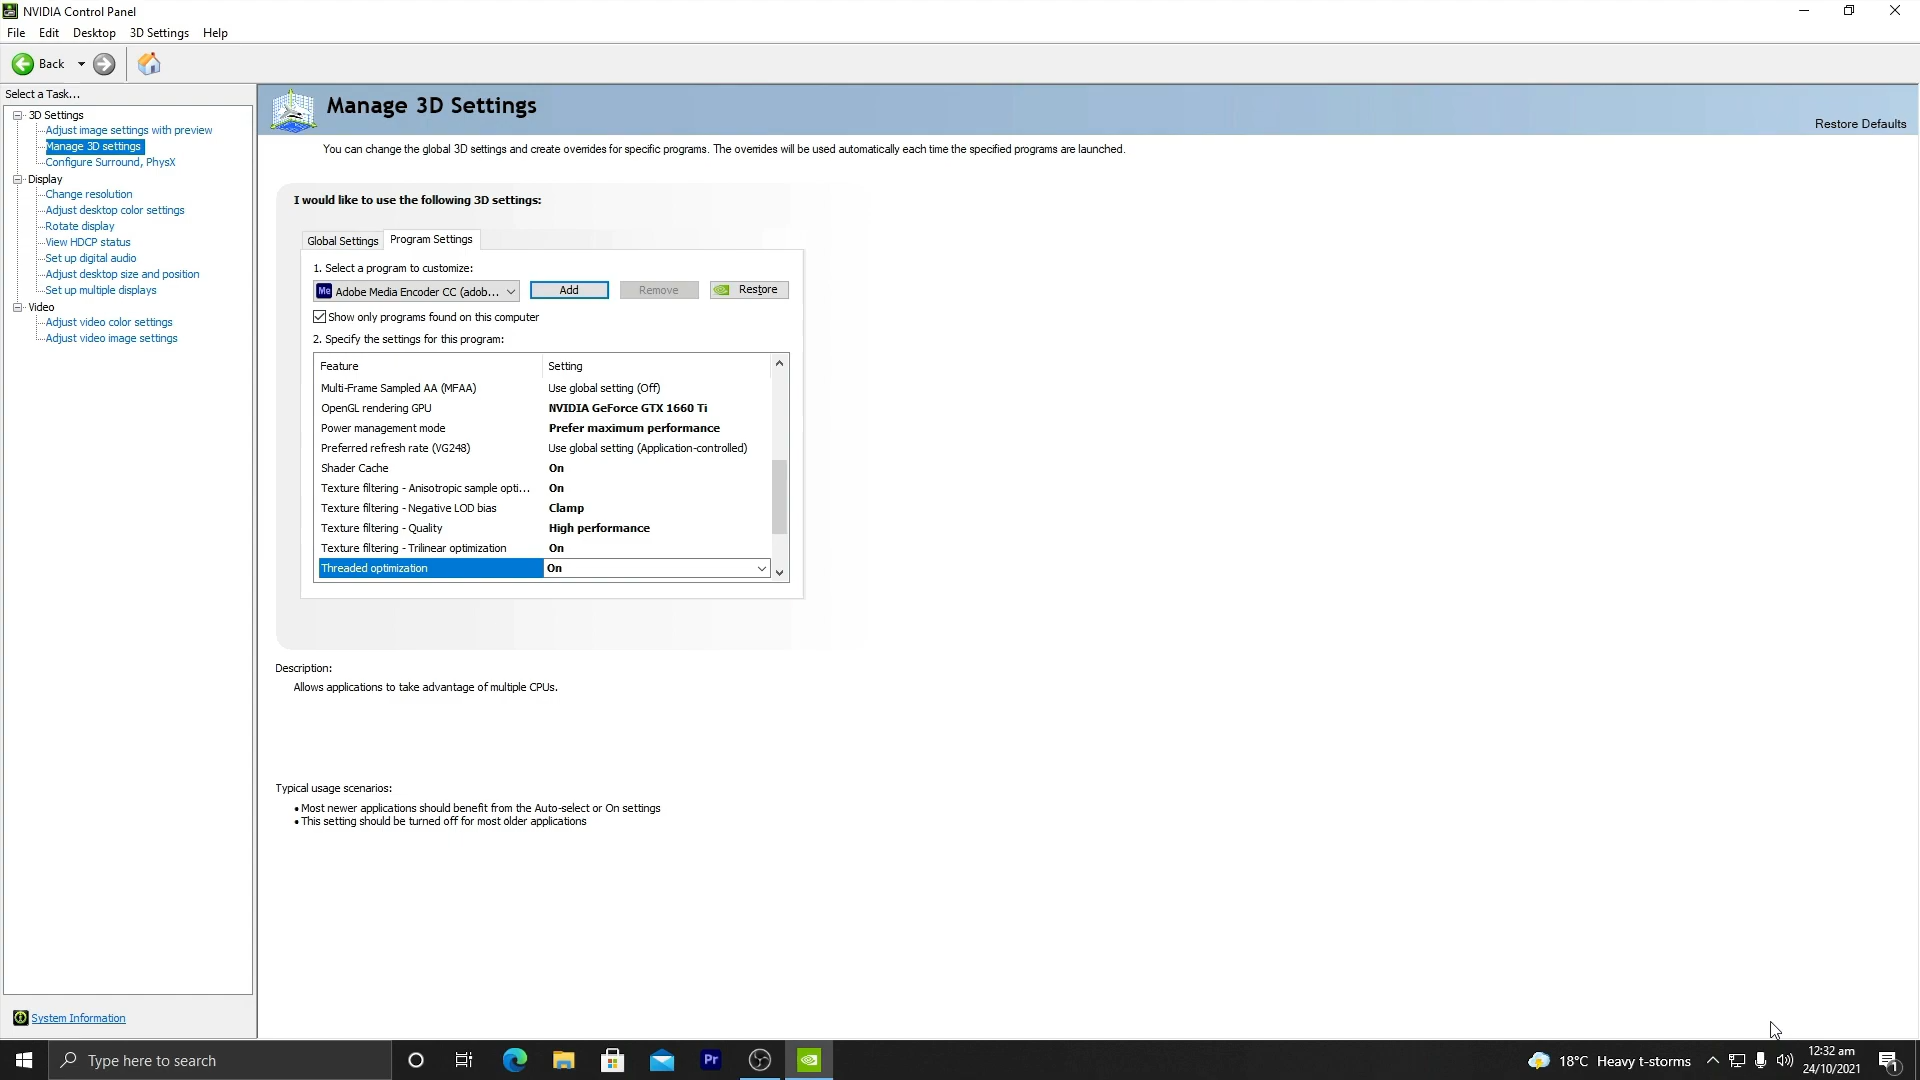 NVIDIA Control Panel
File Edit Desktop 3D Settings Help
Back
Select a Task...
3D Settings
Adjust image settings with preview
Manage 3D settings
Configure Surround, PhysX
Display
Change resolution
Adjust desktop color settings
Rotate display
View HDCP status
Set up digital audio
Adjust desktop size and position
Set up multiple displays
Video
Adjust video color settings
Adjust video image settings
System Information
Manage 3D Settings
Restore Defaults
You can change the global 3D settings and create overrides for specific programs. The overrides will be used automatically each time the specified programs are launched.
I would like to use the following 3D settings:
Global Settings Program Settings
1. Select a program to customize:
Me Adobe Media Encoder CC (adob... Add Remove Restore
Show only programs found on this computer
2. Specify the settings for this program:
Feature Setting
Multi-Frame Sampled AA (MFAA) Use global setting (Off)
OpenGL rendering GPU NVIDIA GeForce GTX 1660 Ti
Power management mode Prefer maximum performance
Preferred refresh rate (VG248) Use global setting (Application-controlled)
Shader Cache On
Texture filtering - Anisotropic sample opti... On
Texture filtering - Negative LOD bias Clamp
Texture filtering - Quality High performance
Texture filtering - Trilinear optimization On
Threaded optimization On
Description:
Allows applications to take advantage of multiple CPUs.
Typical usage scenarios:
• Most newer applications should benefit from the Auto-select or On settings
• This setting should be turned off for most older applications
Type here to search Pr 18°C Heavy t-storms 12:32 am
24/10/2021 1